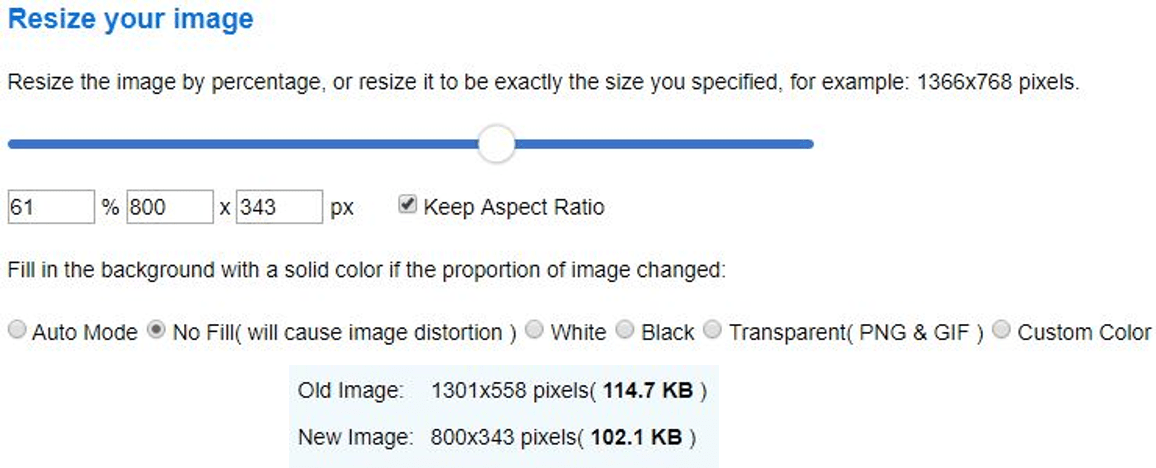 Resize your image
Resize the image by percentage, or resize it to be exactly the size you specified, for example: 1366x768 pixels.
61 % 800 x 343 px Keep Aspect Ratio
Fill in the background with a solid color if the proportion of image changed:
Auto Mode No Fill( will cause image distortion ) White Black Transparent( PNG & GIF ) Custom Color
Old Image: 1301x558 pixels( 114.7 KB )
New Image: 800x343 pixels( 102.1 KB )